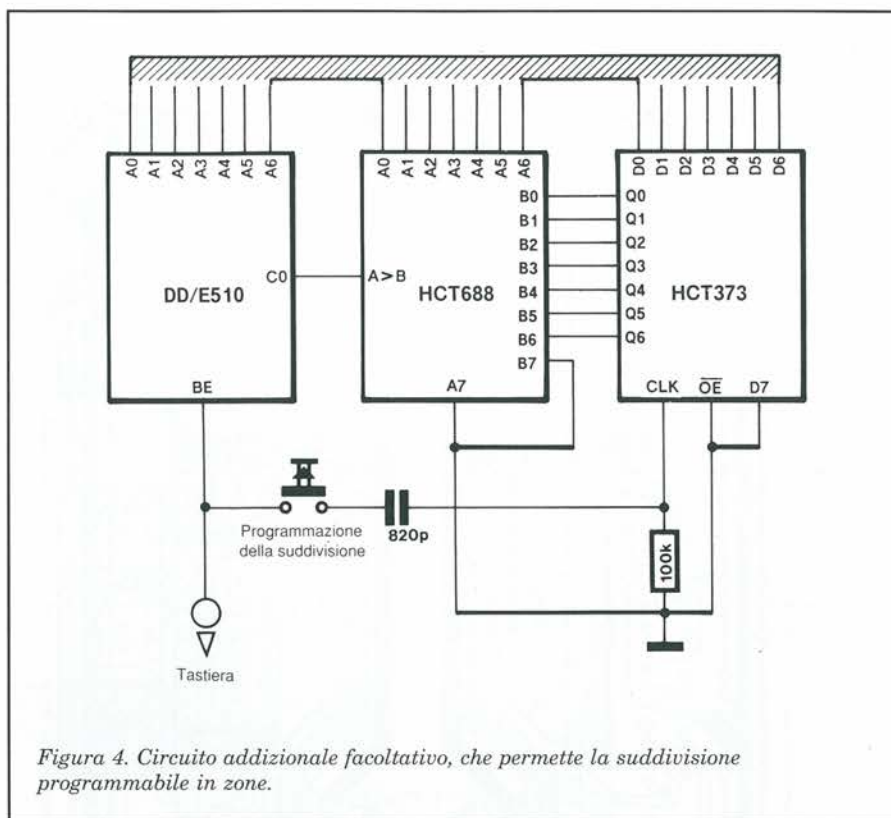 A0 A1 A2 A3 A4 A5 A6
A0 A1 A2 A3 A4 A5 A6
D0 D1 D2 D3 D4 D5 D6
DD/E510
C0
BE
A>B
HCT688
B0
B1
B2
B3
B4
B5
B6
B7
A7
Q0
Q1
Q2
Q3
Q4
Q5
Q6
HCT373
CLK
OE
D7
Programmazione
della suddivisione
820p
100k
Tastiera
Figura 4. Circuito addizionale facoltativo, che permette la suddivisione
programmabile in zone.